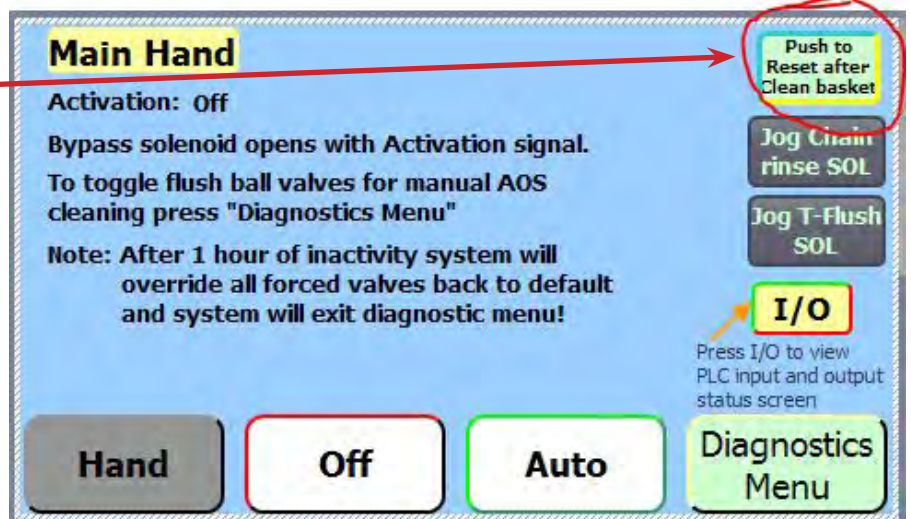 Main Hand
Activation: Off
Bypass solenoid opens with Activation signal.
To toggle flush ball valves for manual AOS
cleaning press "Diagnostics Menu"
Note: After 1 hour of inactivity system will
override all forced valves back to default
and system will exit diagnostic menu!
Push to
Reset after
Clean basket
Jog Chain
rinse SOL
Jog T-Flush
SOL
I/O
Press I/O to view
PLC input and output
status screen
Hand
Off
Auto
Diagnostics
Menu